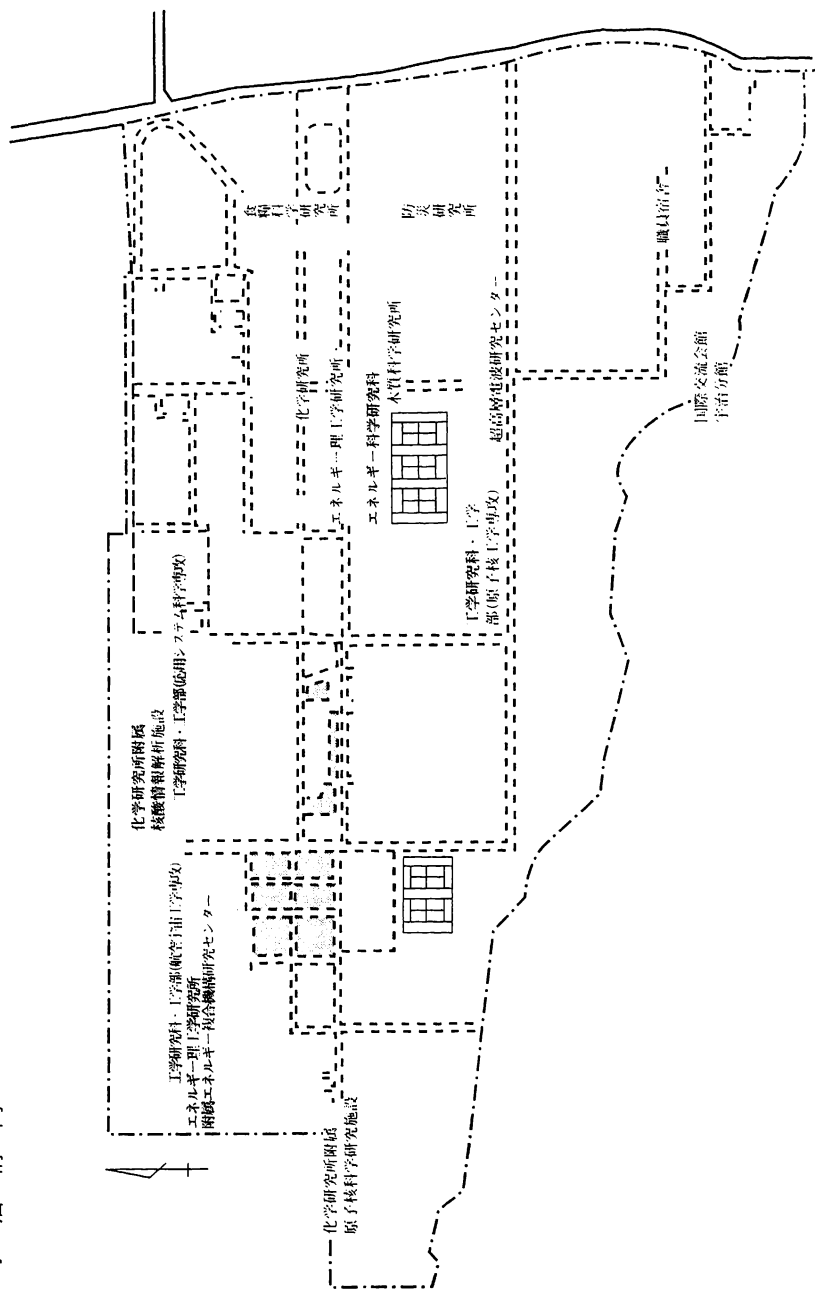 化学研究所附属
核酸情報解析施設
工学研究科・工学部(応用システム科学専攻)
工学研究科・工学部(航空宇宙工学専攻)
エネルギー理工学研究所
附属エネルギー複合機構研究センター
化学研究所附属
原子核科学研究施設
食糧科学研究所
化学研究所
エネルギー理工学研究所・
エネルギー科学研究科
木質科学研究所
防災研究所
工学研究科・工学
部(原子核工学専攻)
超高層電波研究センター
職員宿舎
国際交流会館
宇治分館